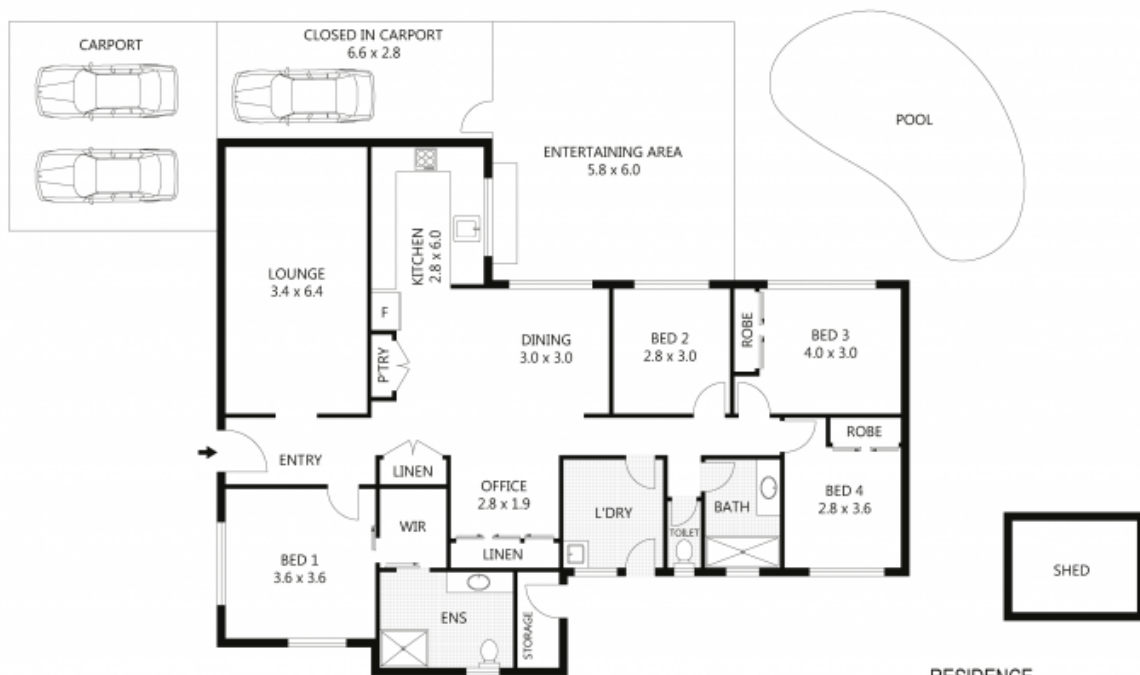 CARPORT
CLOSED IN CARPORT
6.6 x 2.8
POOL
ENTERTAINING AREA
5.8 x 6.0
KITCHEN
2.8 x 6.0
LOUNGE
3.4 x 6.4
F
P'TRY
DINING
3.0 x 3.0
BED 2
2.8 x 3.0
ROBE
BED 3
4.0 x 3.0
ROBE
ENTRY
LINEN
OFFICE
2.8 x 1.9
LINEN
WIR
L'DRY
TOILET
BATH
BED 4
2.8 x 3.6
BED 1
3.6 x 3.6
ENS
STORAGE
SHED
RESIDENCE